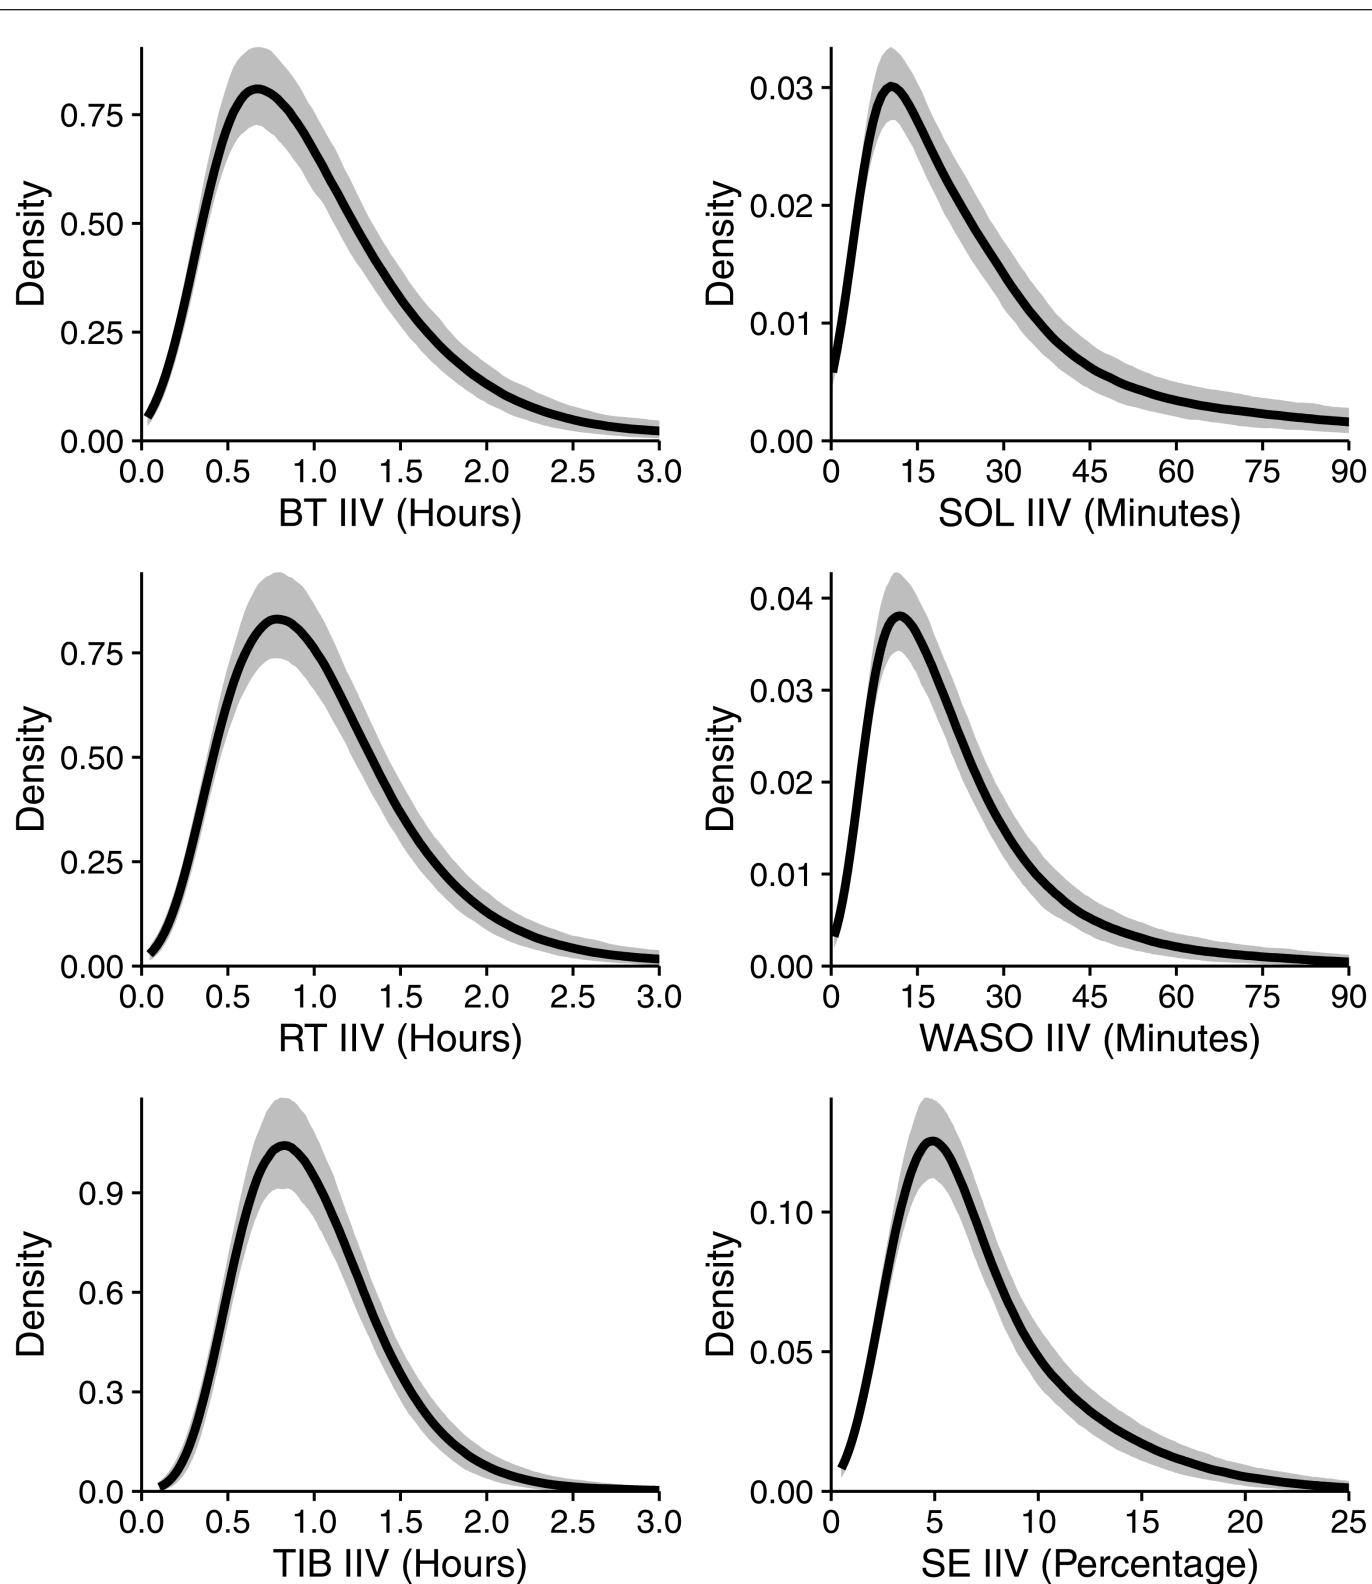 Density
0.75
0.50
0.25
0.00
0.0 0.5 1.0 1.5 2.0 2.5 3.0
BT IIV (Hours)
Density
0.03
0.02
0.01
0.00
0 15 30 45 60 75 90
SOL IIV (Minutes)
Density
0.75
0.50
0.25
0.00
0.0 0.5 1.0 1.5 2.0 2.5 3.0
RT IIV (Hours)
Density
0.04
0.03
0.02
0.01
0.00
0 15 30 45 60 75 90
WASO IIV (Minutes)
Density
0.9
0.6
0.3
0.0
0.0 0.5 1.0 1.5 2.0 2.5 3.0
TIB IIV (Hours)
Density
0.10
0.05
0.00
0 5 10 15 20 25
SE IIV (Percentage)